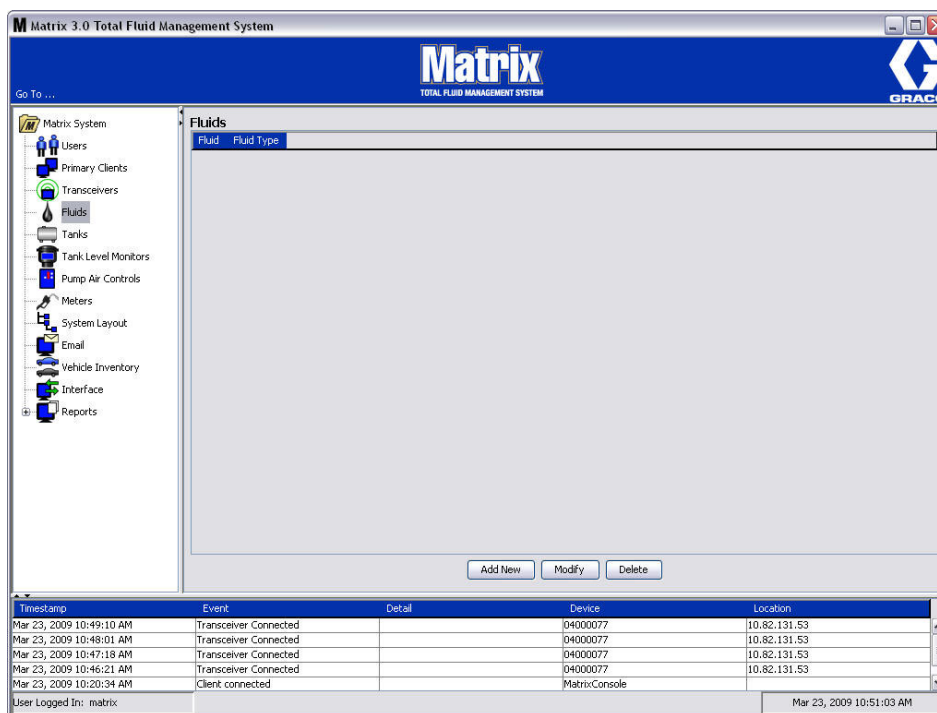 M Matrix 3.0 Total Fluid Management System
Matrix
TOTAL FLUID MANAGEMENT SYSTEM
Go To ...
GRACO
Matrix System
Users
Primary Clients
Transceivers
Fluids
Tanks
Tank Level Monitors
Pump Air Controls
Meters
System Layout
Email
Vehicle Inventory
Interface
Reports
Fluids
Fluid Fluid Type
Add New Modify Delete
Timestamp Event Detail Device Location
Mar 23, 2009 10:49:10 AM Transceiver Connected 04000077 10.82.131.53
Mar 23, 2009 10:48:01 AM Transceiver Connected 04000077 10.82.131.53
Mar 23, 2009 10:47:18 AM Transceiver Connected 04000077 10.82.131.53
Mar 23, 2009 10:46:21 AM Transceiver Connected 04000077 10.82.131.53
Mar 23, 2009 10:20:34 AM Client connected MatrixConsole
User Logged In: matrix Mar 23, 2009 10:51:03 AM